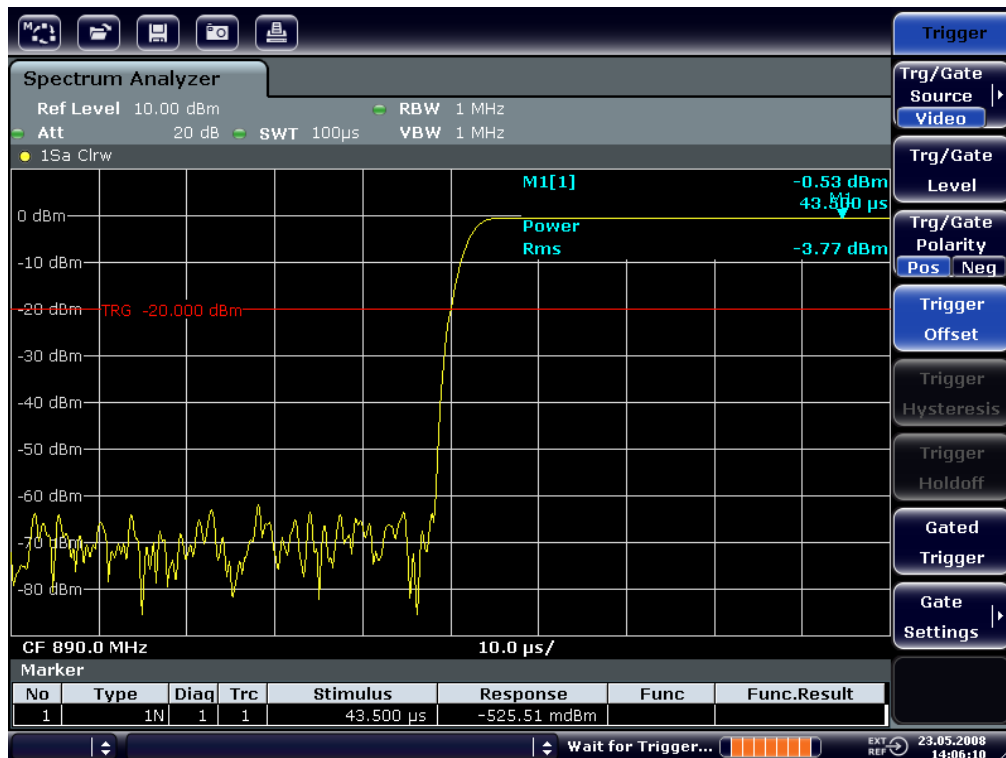 Trigger
Spectrum Analyzer
Ref Level 10.00 dBm RBW 1 MHz
Att 20 dB SWT 100µs VBW 1 MHz
1Sa Clrw
M1[1] -0.53 dBm
43.500 µs
M1
Power
Rms -3.77 dBm
0 dBm
-10 dBm
-20 dBm
TRG -20.000 dBm
-30 dBm
-40 dBm
-50 dBm
-60 dBm
-70 dBm
-80 dBm
CF 890.0 MHz 10.0 µs/
Marker
No Type Diag Trc Stimulus Response Func Func.Result
1 1N 1 1 43.500 µs -525.51 mdBm
Trg/Gate
Source
Video
Trg/Gate
Level
Trg/Gate
Polarity
Pos Neg
Trigger
Offset
Trigger
Hysteresis
Trigger
Holdoff
Gated
Trigger
Gate
Settings
Wait for Trigger...
EXT
REF
23.05.2008
14:06:10